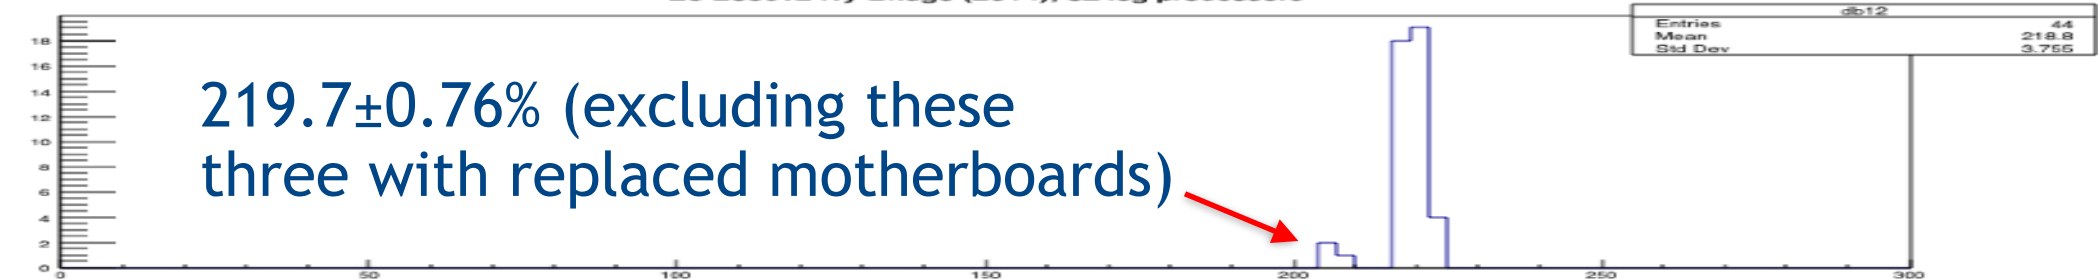 db12
Entries 44
Mean 218.8
Std Dev 3.755
219.7±0.76% (excluding these
three with replaced motherboards)
18
16
14
12
10
8
6
4
2
0
0 50 100 150 200 250 300